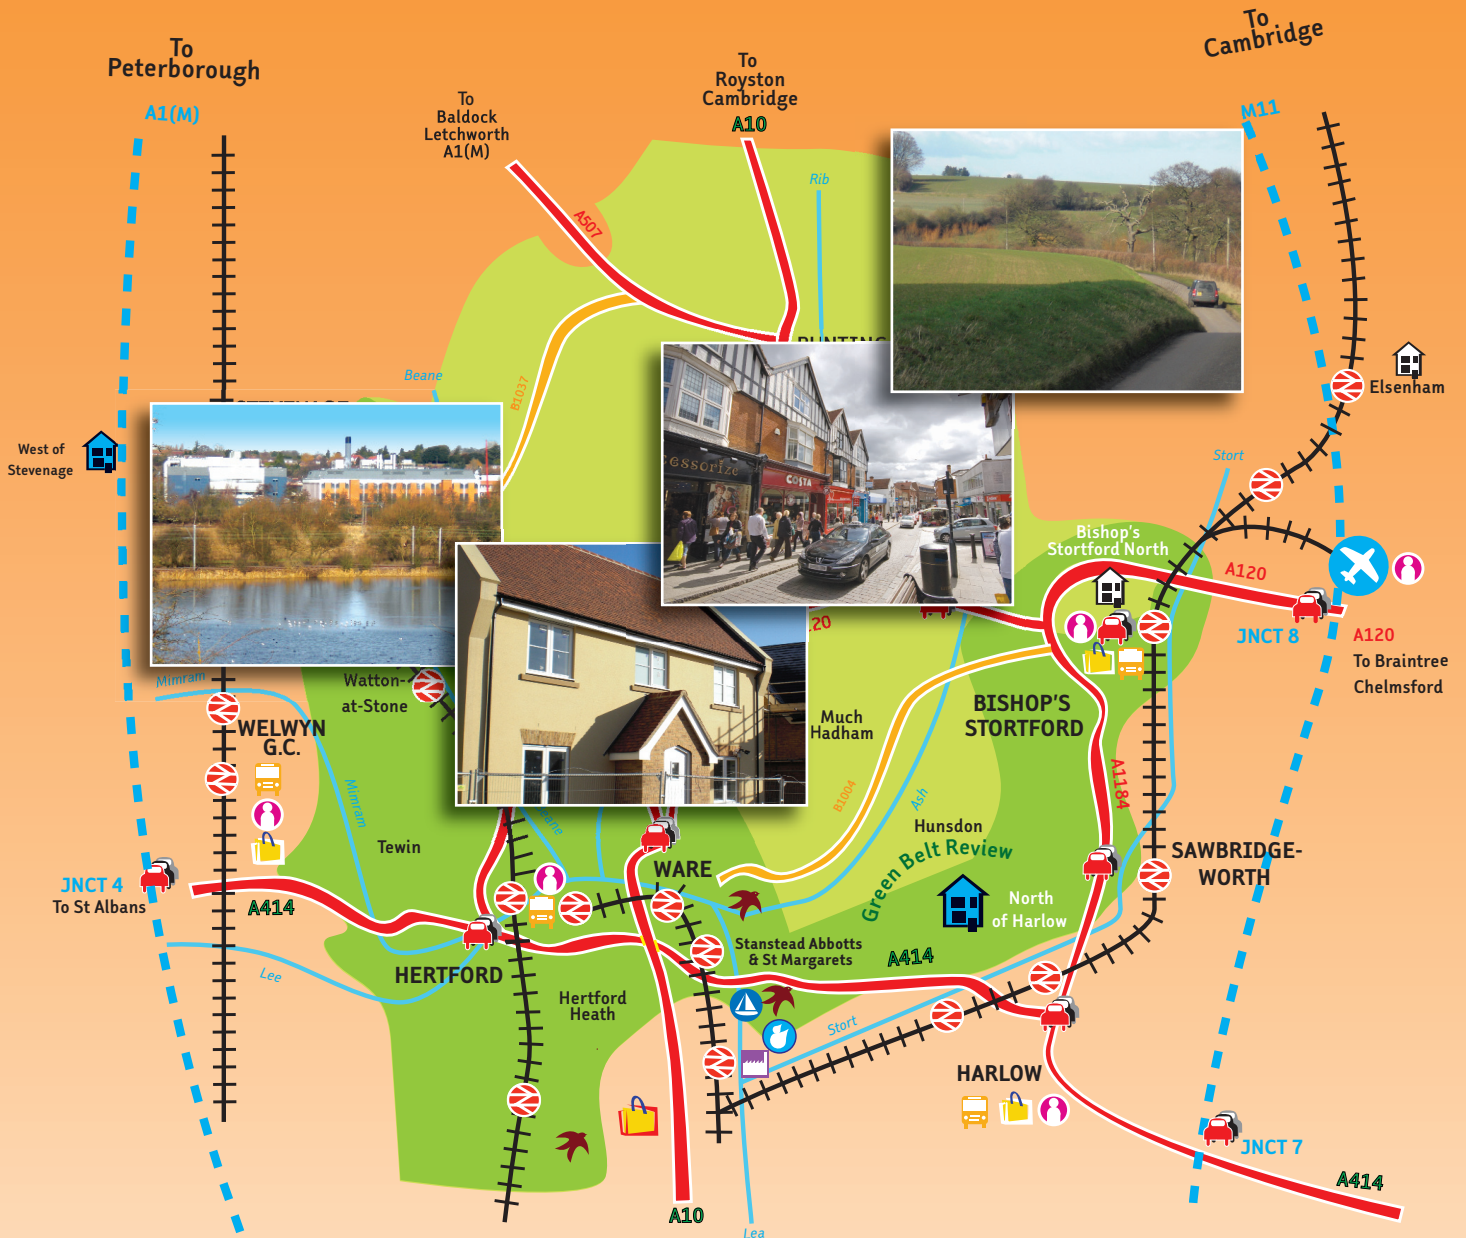 To
Peterborough
A1(M)
To
Baldock
Letchworth
A1(M)
To
Royston
Cambridge
A10
To
Cambridge
M11
Rib
A507
B1037
Beane
Elsenham
West of
Stevenage
Stort
cessorize
COSTA
Bishop's
Stortford North
A120
JNCT 8
A120
To Braintree
Chelmsford
20
Mimram
Watton-
at-Stone
WELWYN
G.C.
Mimram
Tewin
Much
Hadham
BISHOP'S
STORTFORD
B1004
Ash
A1184
Hunsdon
Green Belt Review
North
of Harlow
SAWBRIDGE-
WORTH
WARE
eane
JNCT 4
To St Albans
A414
HERTFORD
Lee
Hertford
Heath
Stanstead Abbotts
& St Margarets
A414
Stort
HARLOW
JNCT 7
A414
A10
Lea